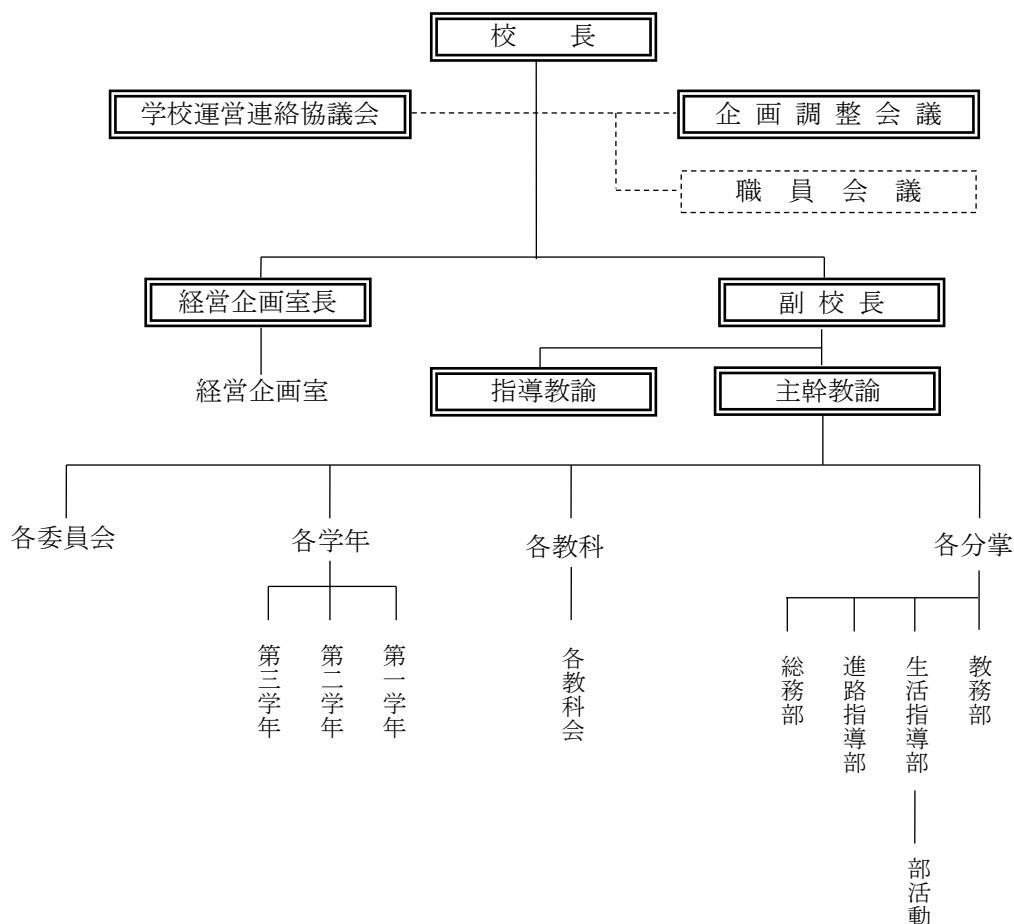 校長
学校運営連絡協議会
企画調整会議
職員会議
経営企画室長
副校長
経営企画室
指導教諭
主幹教諭
各委員会
各学年
各教科
各分掌
第三学年
第二学年
第一学年
各教科会
総務部
進路指導部
生活指導部
教務部
部活動